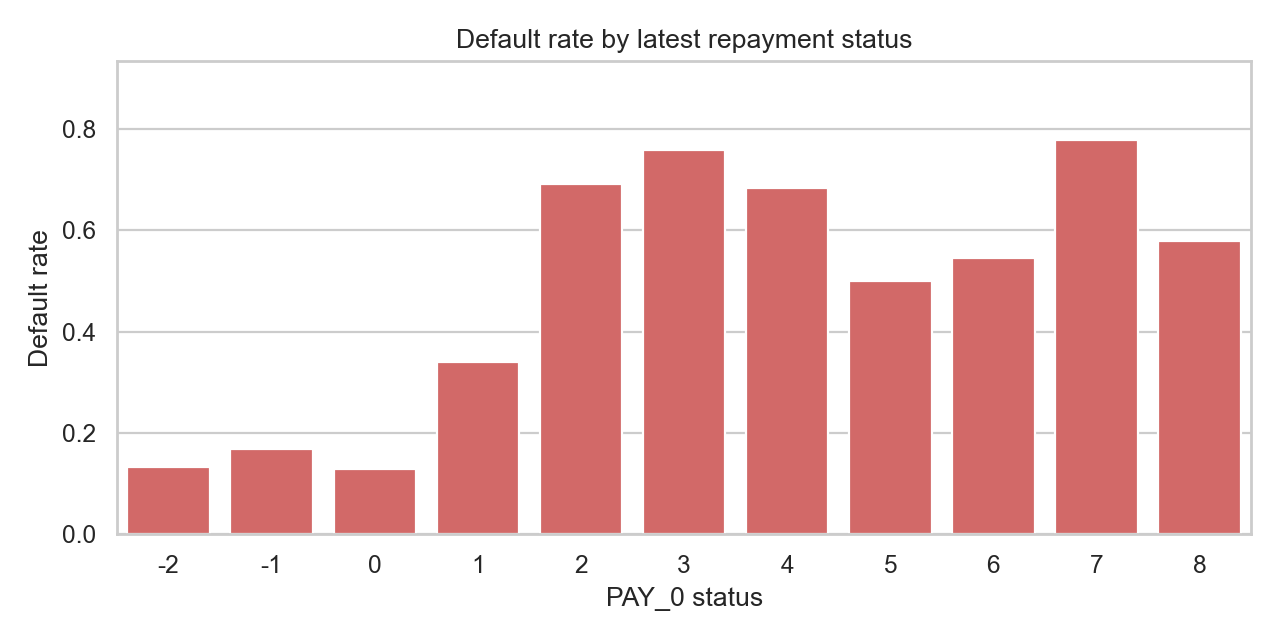 Default rate by latest repayment status
Default rate
0.8
0.6
0.4
0.2
0.0
-2 -1 0 1 2 3 4 5 6 7 8
PAY_0 status